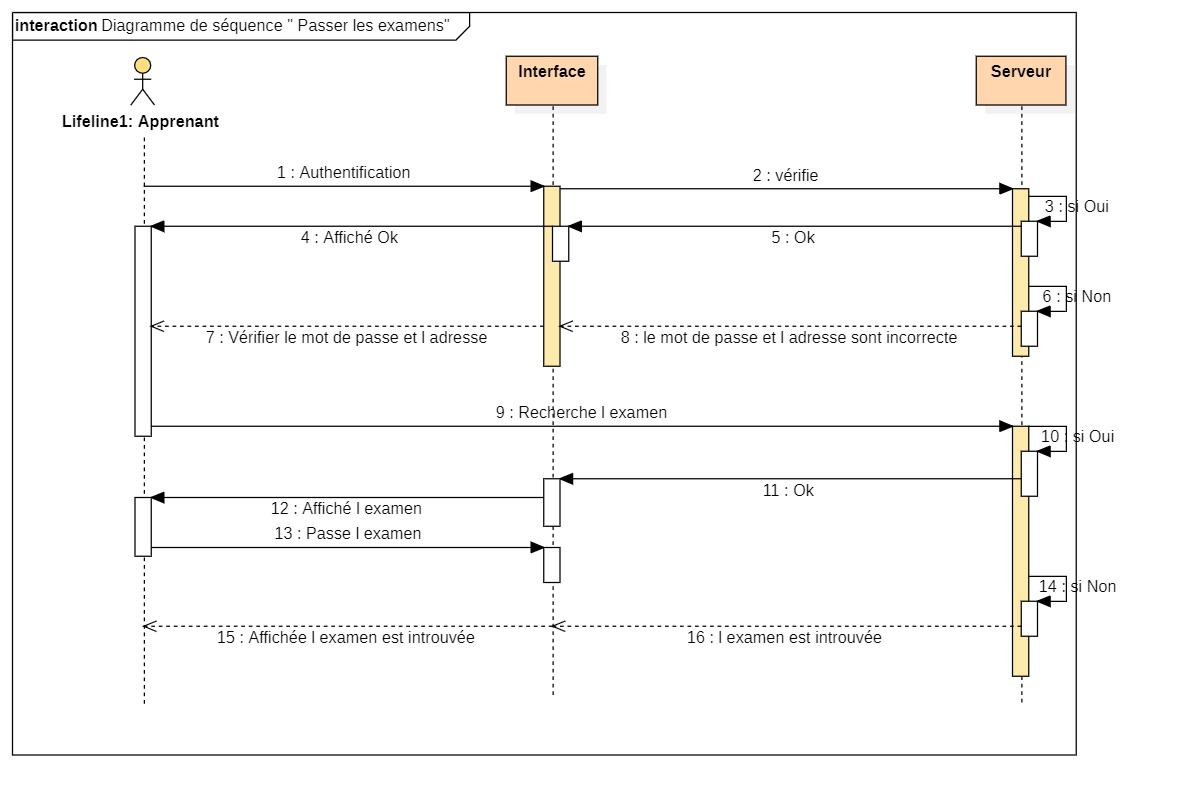 interaction Diagramme de séquence " Passer les examens"
Interface
Serveur
Lifeline1: Apprenant
1 : Authentification
2 : vérifie
3 : si Oui
4 : Affiché Ok
5 : Ok
6 : si Non
7 : Vérifier le mot de passe et l adresse
8 : le mot de passe et l adresse sont incorrecte
9 : Recherche l examen
10 : si Oui
11 : Ok
12 : Affiché l examen
13 : Passe l examen
14 : si Non
15 : Affichée l examen est introuvée
16 : l examen est introuvée